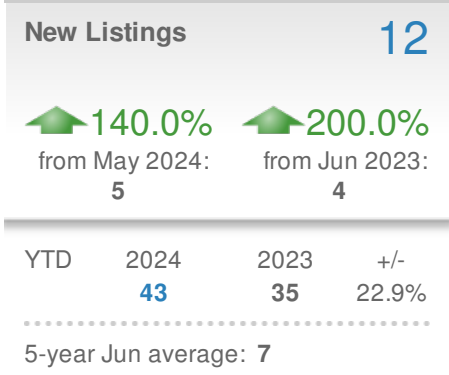 New Listings 12
140.0% 200.0%
from May 2024: from Jun 2023:
5 4
YTD 2024 2023 +/-
43 35 22.9%
5-year Jun average: 7